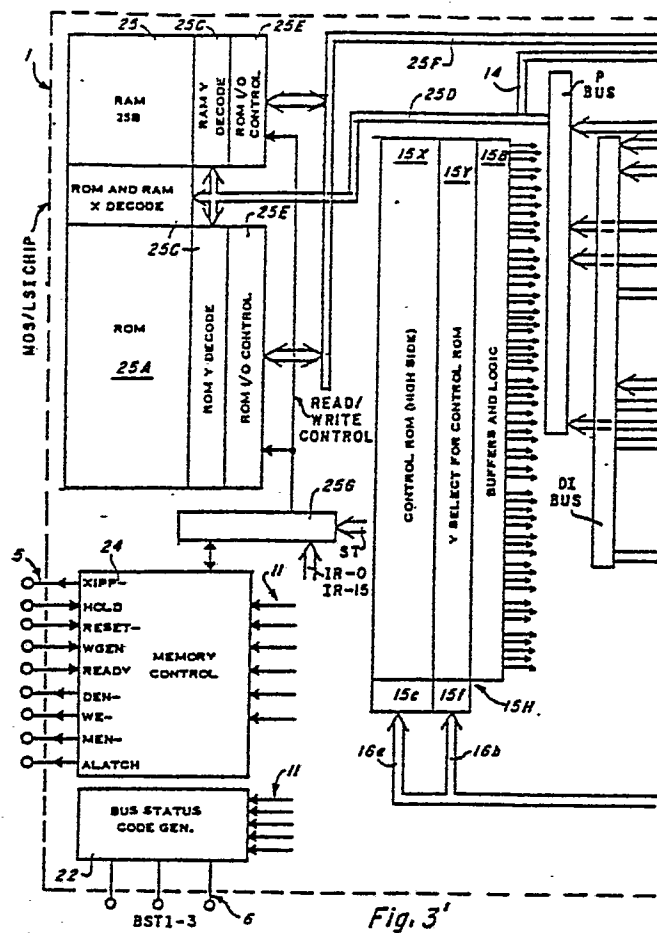 25 25C 25E
25F
14
P
BUS
1
RAM
25B
RAM Y
DECODE
ROM I/O
CONTROL
25D
15X
15Y
15B
ROM AND RAM
X DECODE
25E
25C
MOS/LSI CHIP
ROM
25A
ROM Y DECODE
ROM I/O CONTROL
READ/
WRITE
CONTROL
CONTROL ROM (HIGH SIDE)
Y SELECT FOR CONTROL ROM
BUFFERS AND LOGIC
DI
BUS
25G
ST
IR-0
IR-15
5
24
11
XIPF-
HOLD
RESET-
WGEN
READY
DEN-
WE-
MEN-
ALATCH
MEMORY
CONTROL
15c
15f
15H
16a
16b
11
BUS STATUS
CODE GEN.
22
6
BST1-3
Fig. 3'